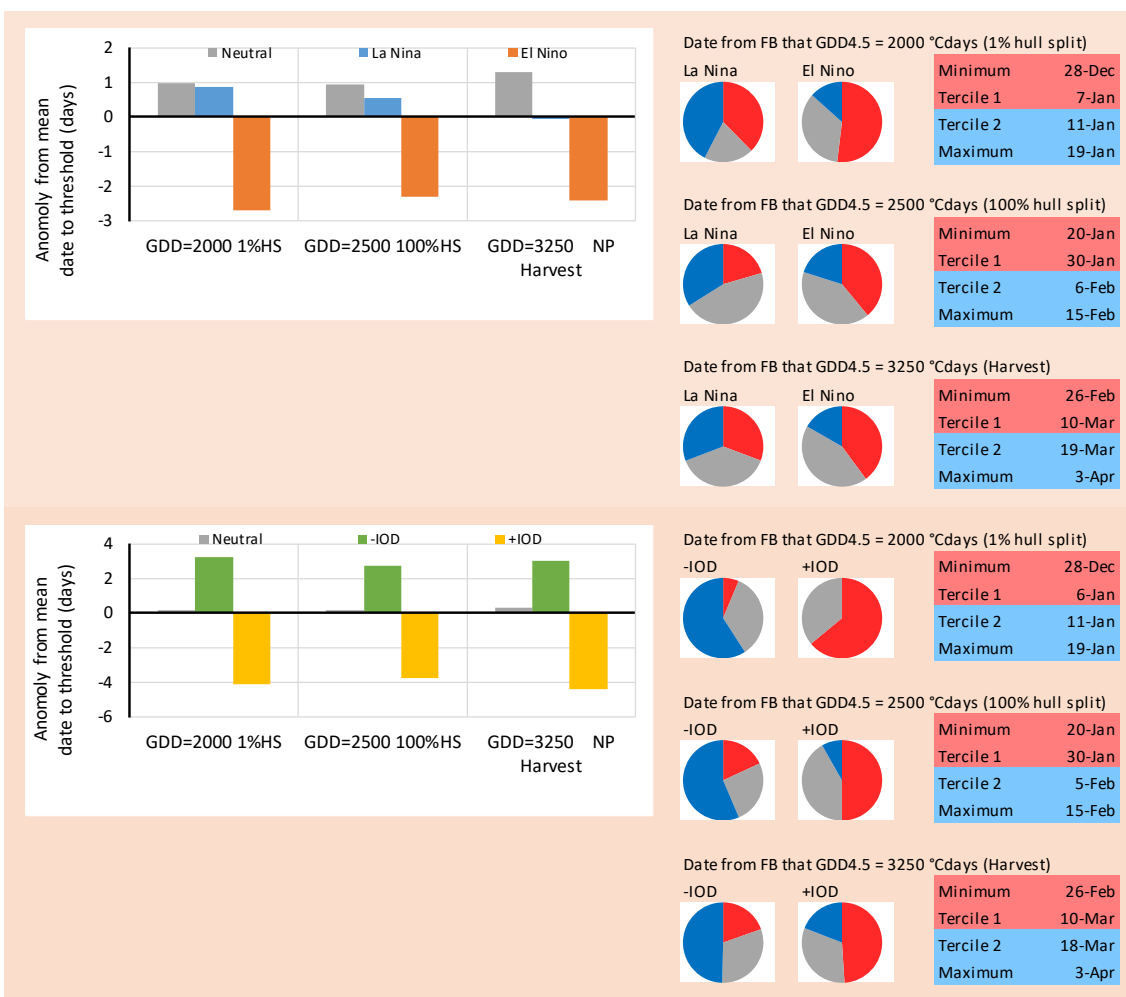 2
1
0
-1
-2
-3
Anomoly from mean
date to threshold (days)
Neutral
La Nina
El Nino
GDD=2000 1%HS
GDD=2500 100%HS
GDD=3250 NP
Harvest
Date from FB that GDD4.5 = 2000 °Cdays (1% hull split)
La Nina El Nino
Minimum 28-Dec
Tercile 1 7-Jan
Tercile 2 11-Jan
Maximum 19-Jan
Date from FB that GDD4.5 = 2500 °Cdays (100% hull split)
La Nina El Nino
Minimum 20-Jan
Tercile 1 30-Jan
Tercile 2 6-Feb
Maximum 15-Feb
Date from FB that GDD4.5 = 3250 °Cdays (Harvest)
La Nina El Nino
Minimum 26-Feb
Tercile 1 10-Mar
Tercile 2 19-Mar
Maximum 3-Apr
4
2
0
-2
-4
-6
Anomoly from mean
date to threshold (days)
Neutral
-IOD
+IOD
GDD=2000 1%HS
GDD=2500 100%HS
GDD=3250 NP
Harvest
Date from FB that GDD4.5 = 2000 °Cdays (1% hull split)
-IOD +IOD
Minimum 28-Dec
Tercile 1 6-Jan
Tercile 2 11-Jan
Maximum 19-Jan
Date from FB that GDD4.5 = 2500 °Cdays (100% hull split)
-IOD +IOD
Minimum 20-Jan
Tercile 1 30-Jan
Tercile 2 5-Feb
Maximum 15-Feb
Date from FB that GDD4.5 = 3250 °Cdays (Harvest)
-IOD +IOD
Minimum 26-Feb
Tercile 1 10-Mar
Tercile 2 18-Mar
Maximum 3-Apr